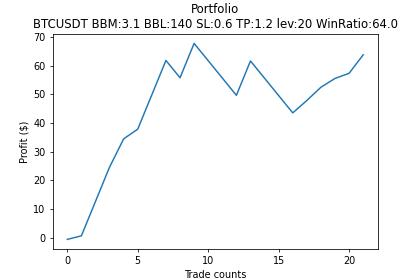 Portfolio
BTCUSDT BBM:3.1 BBL:140 SL:0.6 TP:1.2 lev:20 WinRatio:64.0
70
60
50
40
30
20
10
0
Profit ($)
0 5 10 15 20
Trade counts